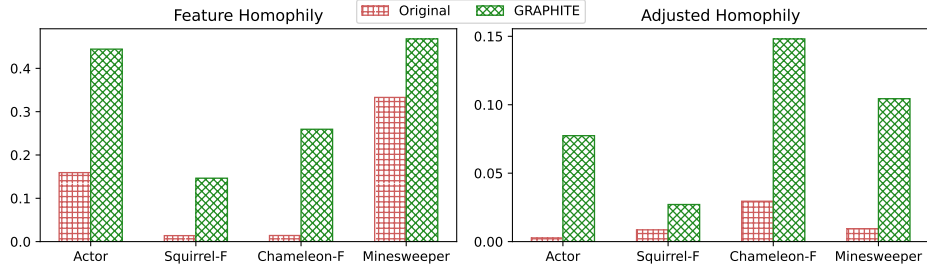 Feature Homophily
Original
GRAPHITE
Adjusted Homophily
0.4
0.3
0.2
0.1
0.0
Actor
Squirrel-F
Chameleon-F
Minesweeper
0.15
0.10
0.05
0.00
Actor
Squirrel-F
Chameleon-F
Minesweeper